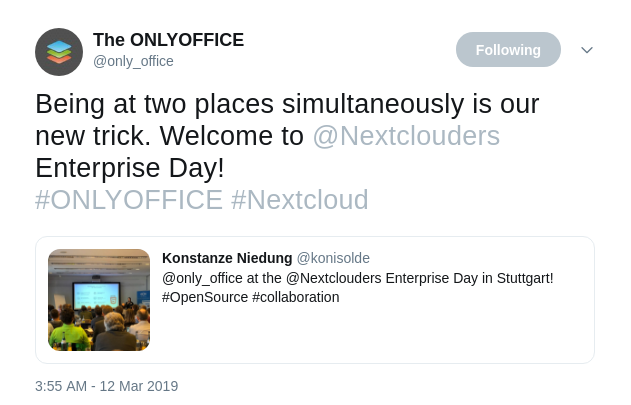 The ONLYOFFICE
@only_office
Following
Being at two places simultaneously is our
new trick. Welcome to @Nextclouders
Enterprise Day!
#ONLYOFFICE #Nextcloud
Konstanze Niedung @konisolde
@only_office at the @Nextclouders Enterprise Day in Stuttgart!
#OpenSource #collaboration
3:55 AM - 12 Mar 2019